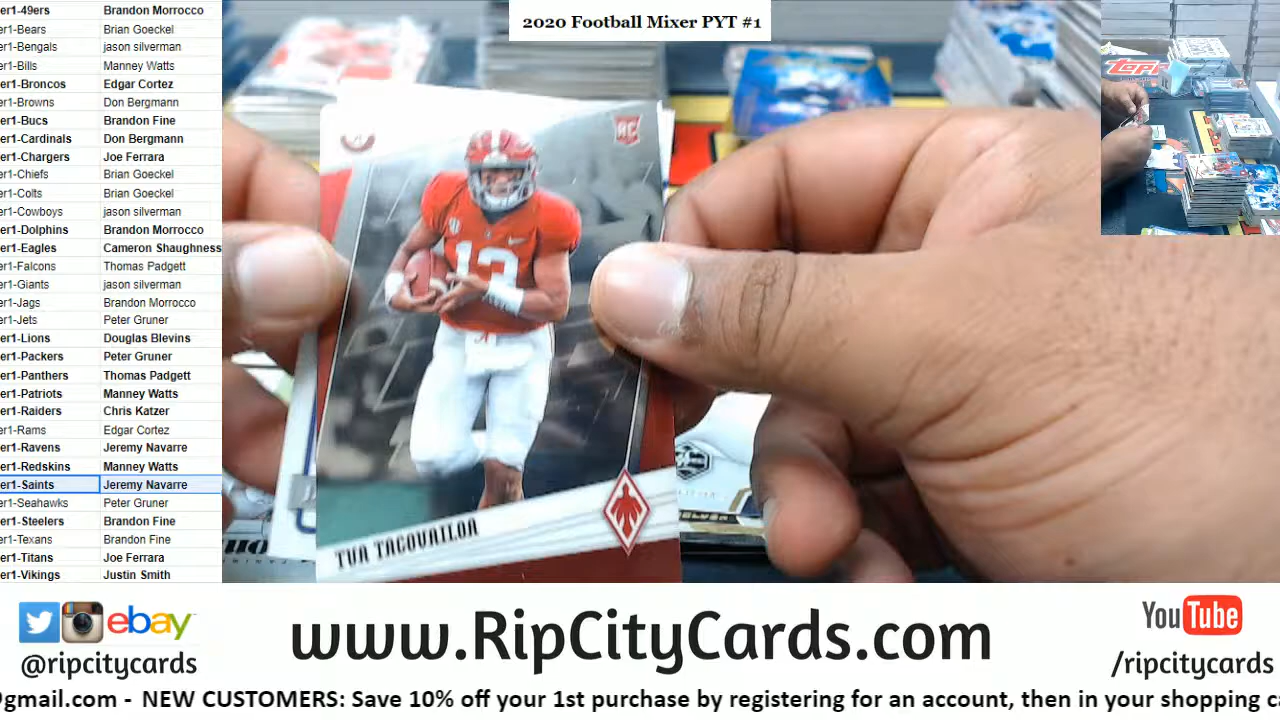 2020 Football Mixer PYT #1
er1-49ers Brandon Morrocco
er1-Bears Brian Goeckel
er1-Bengals jason silverman
er1-Bills Manney Watts
er1-Broncos Edgar Cortez
er1-Browns Don Bergmann
er1-Bucs Brandon Fine
er1-Cardinals Don Bergmann
er1-Chargers Joe Ferrara
er1-Chiefs Brian Goeckel
er1-Colts Brian Goeckel
er1-Cowboys jason silverman
er1-Dolphins Brandon Morrocco
er1-Eagles Cameron Shaughness
er1-Falcons Thomas Padgett
er1-Giants jason silverman
er1-Jags Brandon Morrocco
er1-Jets Peter Gruner
er1-Lions Douglas Blevins
er1-Packers Peter Gruner
er1-Panthers Thomas Padgett
er1-Patriots Manney Watts
er1-Raiders Chris Katzer
er1-Rams Edgar Cortez
er1-Ravens Jeremy Navarre
er1-Redskins Manney Watts
er1-Saints Jeremy Navarre
er1-Seahawks Peter Gruner
er1-Steelers Brandon Fine
er1-Texans Brandon Fine
er1-Titans Joe Ferrara
er1-Vikings Justin Smith
RC
13
TUA TAGOVAILOA
Topps
ebay
@ripcitycards
www.RipCityCards.com
YouTube
/ripcitycards
@gmail.com - NEW CUSTOMERS: Save 10% off your 1st purchase by registering for an account, then in your shopping ca